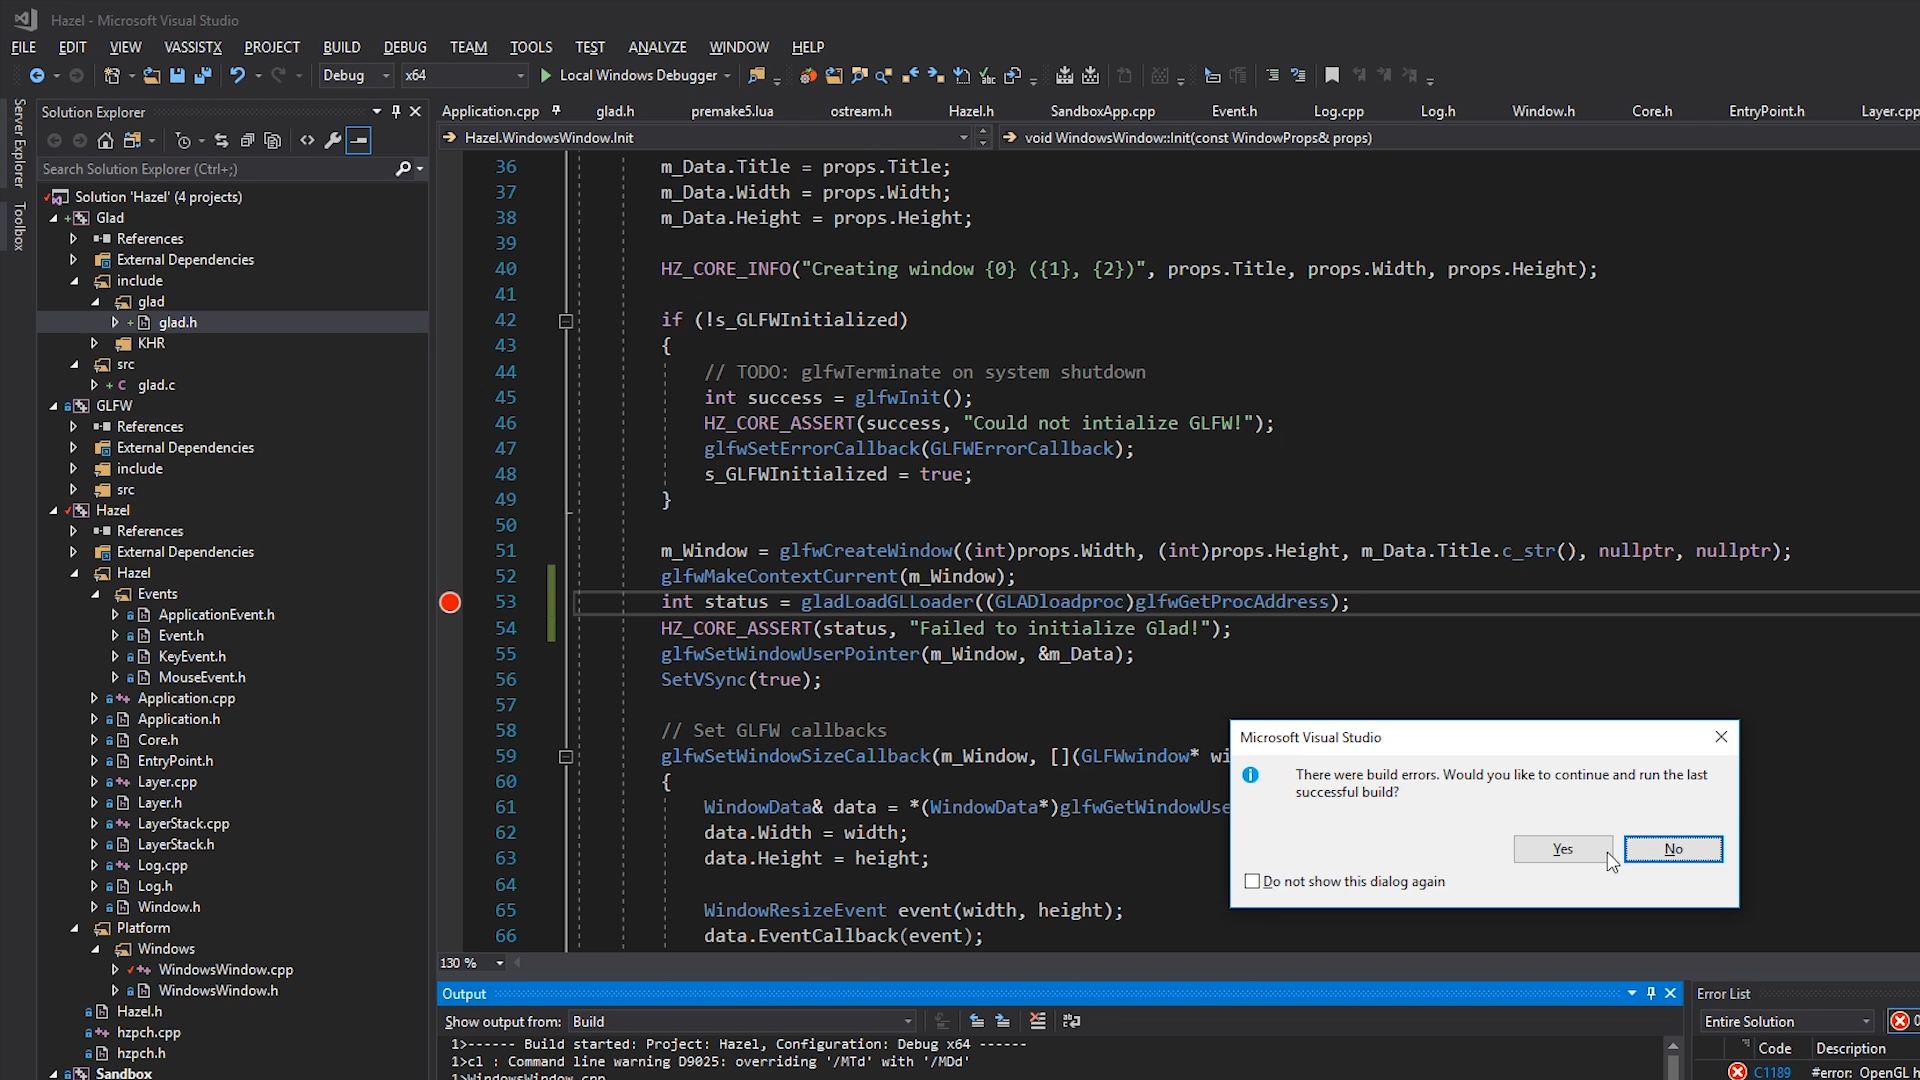 Hazel - Microsoft Visual Studio
FILE EDIT VIEW VASSISTX PROJECT BUILD DEBUG TEAM TOOLS TEST ANALYZE WINDOW HELP
Debug x64 Local Windows Debugger
Server Explorer
Toolbox
Solution Explorer
Search Solution Explorer (Ctrl+;)
Solution 'Hazel' (4 projects)
Glad
References
External Dependencies
include
glad
glad.h
KHR
src
glad.c
GLFW
References
External Dependencies
include
src
Hazel
References
External Dependencies
Hazel
Events
ApplicationEvent.h
Event.h
KeyEvent.h
MouseEvent.h
Application.cpp
Application.h
Core.h
EntryPoint.h
Layer.cpp
Layer.h
LayerStack.cpp
LayerStack.h
Log.cpp
Log.h
Window.h
Platform
Windows
WindowsWindow.cpp
WindowsWindow.h
Hazel.h
hzpch.cpp
hzpch.h
Sandbox
Application.cpp glad.h premake5.lua ostream.h Hazel.h SandboxApp.cpp Event.h Log.cpp Log.h Window.h Core.h EntryPoint.h Layer.cpp
Hazel.WindowsWindow.Init void WindowsWindow::Init(const WindowProps& props)
36 m_Data.Title = props.Title;
37 m_Data.Width = props.Width;
38 m_Data.Height = props.Height;
39
40 HZ_CORE_INFO("Creating window {0} ({1}, {2})", props.Title, props.Width, props.Height);
41
42 if (!s_GLFWInitialized)
43 {
44 // TODO: glfwTerminate on system shutdown
45 int success = glfwInit();
46 HZ_CORE_ASSERT(success, "Could not intialize GLFW!");
47 glfwSetErrorCallback(GLFWErrorCallback);
48 s_GLFWInitialized = true;
49 }
50
51 m_Window = glfwCreateWindow((int)props.Width, (int)props.Height, m_Data.Title.c_str(), nullptr, nullptr);
52 glfwMakeContextCurrent(m_Window);
53 int status = gladLoadGLLoader((GLADloadproc)glfwGetProcAddress);
54 HZ_CORE_ASSERT(status, "Failed to initialize Glad!");
55 glfwSetWindowUserPointer(m_Window, &m_Data);
56 SetVSync(true);
57
58 // Set GLFW callbacks
59 glfwSetWindowSizeCallback(m_Window, [](GLFWwindow* wi
60 {
61 WindowData& data = *(WindowData*)glfwGetWindowUse
62 data.Width = width;
63 data.Height = height;
64
65 WindowResizeEvent event(width, height);
66 data.EventCallback(event);
130 %
Microsoft Visual Studio
There were build errors. Would you like to continue and run the last
successful build?
Yes No
Do not show this dialog again
Output
Show output from: Build
1>------ Build started: Project: Hazel, Configuration: Debug x64 ------
1>cl : Command line warning D9025: overriding '/MTd' with '/MDd'
1>WindowsWindow.cpp
Error List
Entire Solution 0
Code Description
C1189 #error: OpenGL h